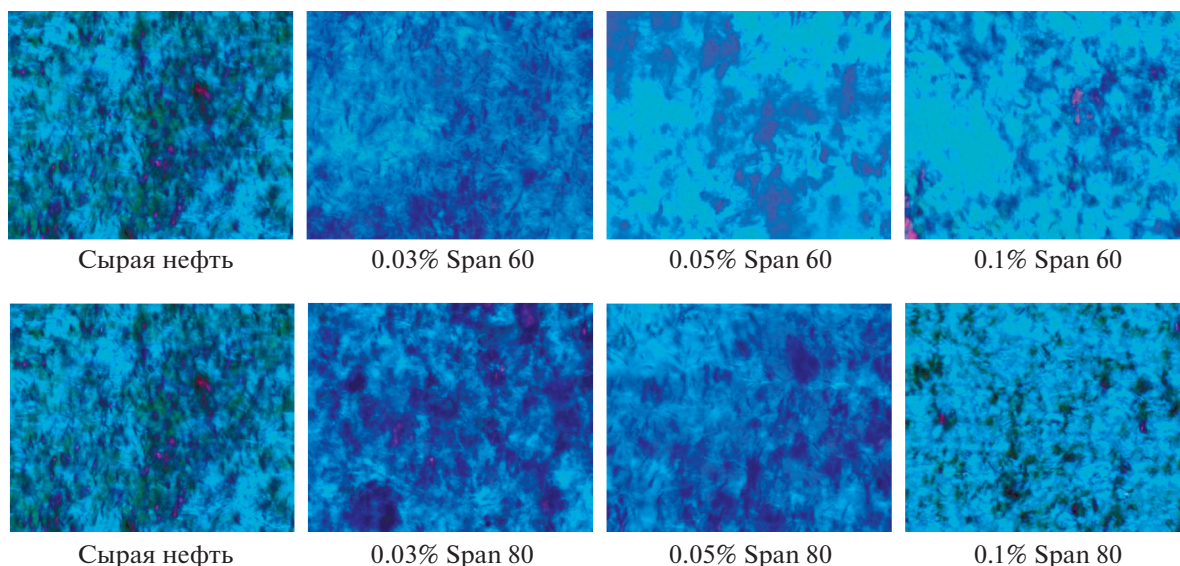 Сырая нефть
0.03% Span 60
0.05% Span 60
0.1% Span 60
Сырая нефть
0.03% Span 80
0.05% Span 80
0.1% Span 80